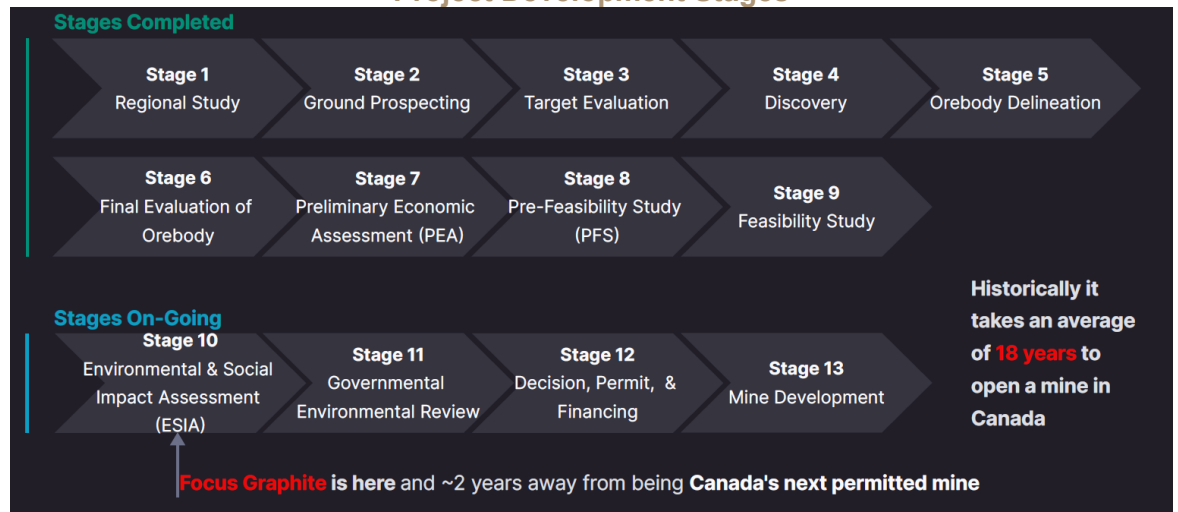 Project Development Stages
Stages Completed
Stage 1
Regional Study
Stage 2
Ground Prospecting
Stage 3
Target Evaluation
Stage 4
Discovery
Stage 5
Orebody Delineation
Stage 6
Final Evaluation of
Orebody
Stage 7
Preliminary Economic
Assessment (PEA)
Stage 8
Pre-Feasibility Study
(PFS)
Stage 9
Feasibility Study
Historically it
takes an average
of 18 years to
open a mine in
Canada
Stages On-Going
Stage 10
Environmental & Social
Impact Assessment
(ESIA)
Stage 11
Governmental
Environmental Review
Stage 12
Decision, Permit, &
Financing
Stage 13
Mine Development
Focus Graphite is here and ~2 years away from being Canada's next permitted mine